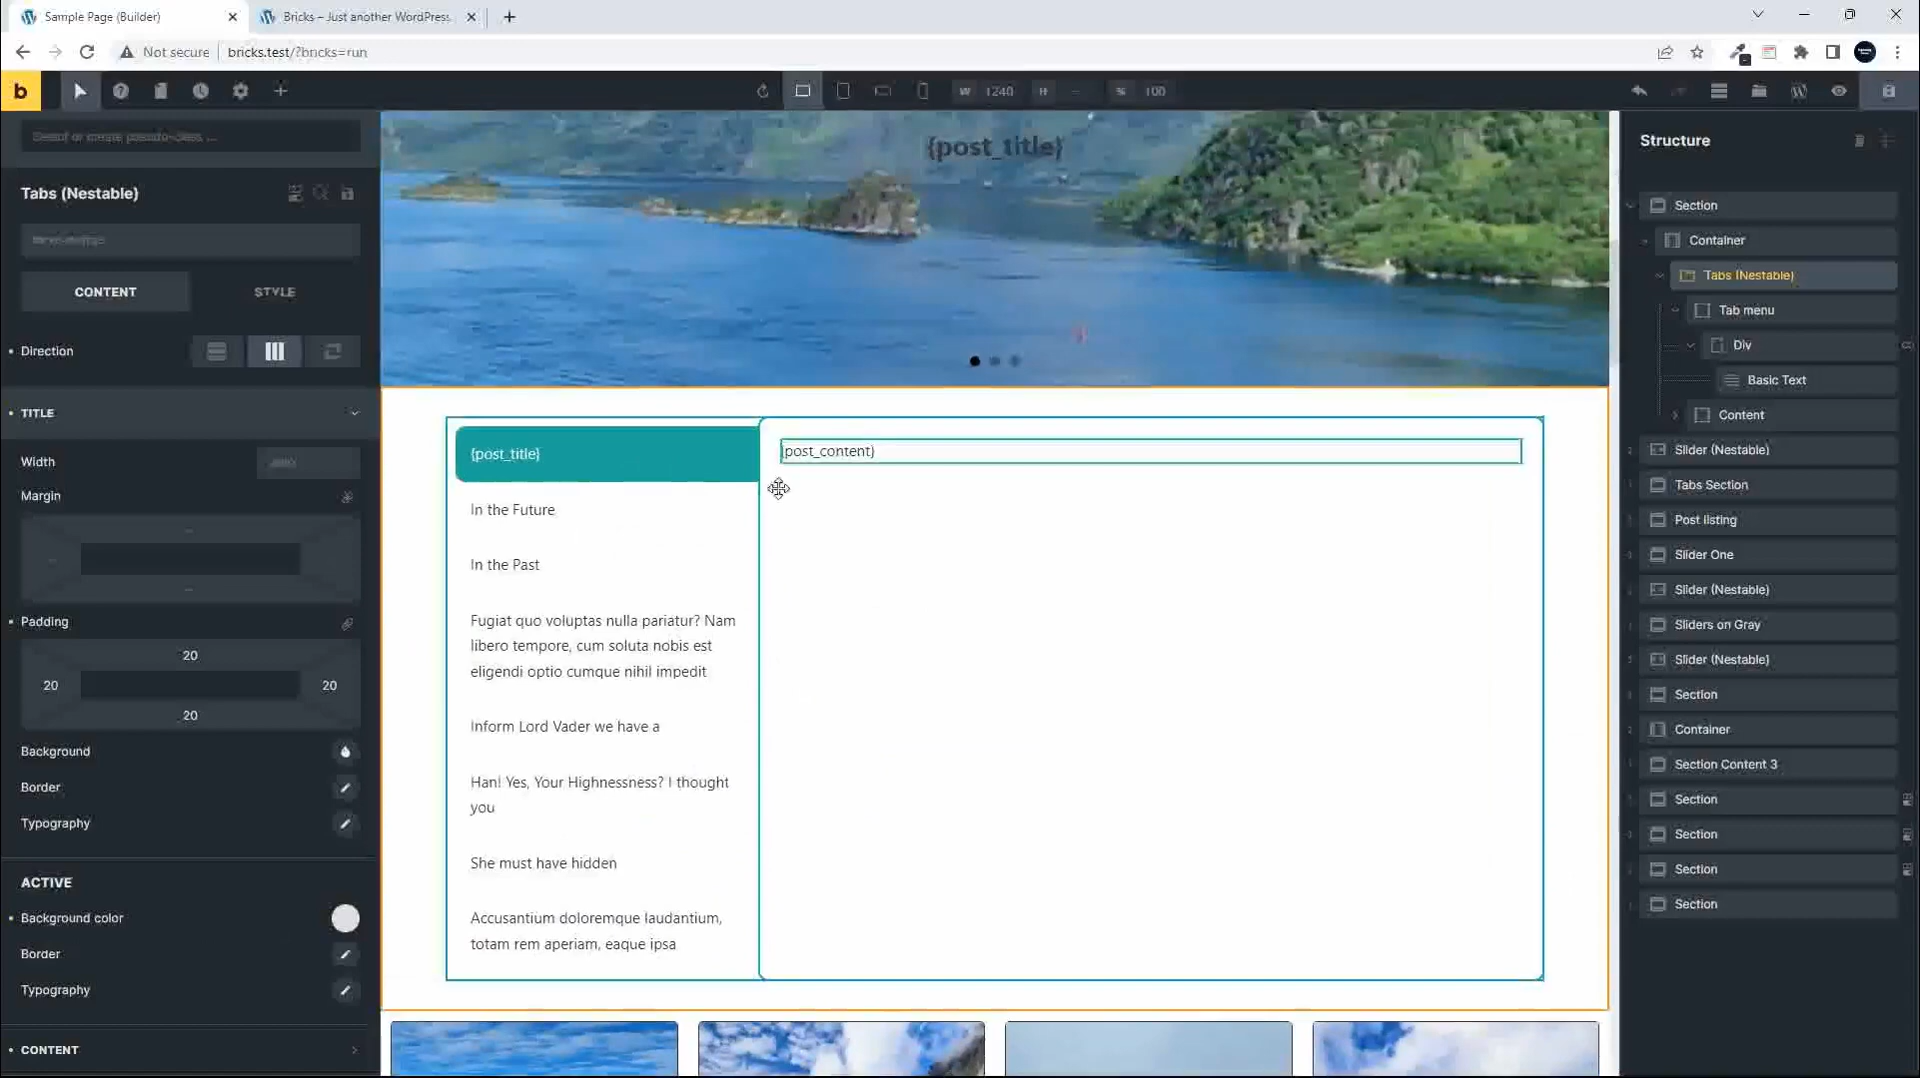 Sample Page (Builder)
Bricks – Just another WordPress
Not secure
bricks.test/?bricks=run
b
W 1240 H – % 100
Select or create pseudo-class ...
Tabs (Nestable)
CONTENT
STYLE
Direction
TITLE
Width
Margin
Padding
20
20
20
20
Background
Border
Typography
ACTIVE
Background color
Border
Typography
CONTENT
{post_title}
{post_title}
{post_content}
In the Future
In the Past
Fugiat quo voluptas nulla pariatur? Nam
libero tempore, cum soluta nobis est
eligendi optio cumque nihil impedit
Inform Lord Vader we have a
Han! Yes, Your Highnessness? I thought
you
She must have hidden
Accusantium doloremque laudantium,
totam rem aperiam, eaque ipsa
Structure
Section
Container
Tabs (Nestable)
Tab menu
Div
Basic Text
Content
Slider (Nestable)
Tabs Section
Post listing
Slider One
Slider (Nestable)
Sliders on Gray
Slider (Nestable)
Section
Container
Section Content 3
Section
Section
Section
Section